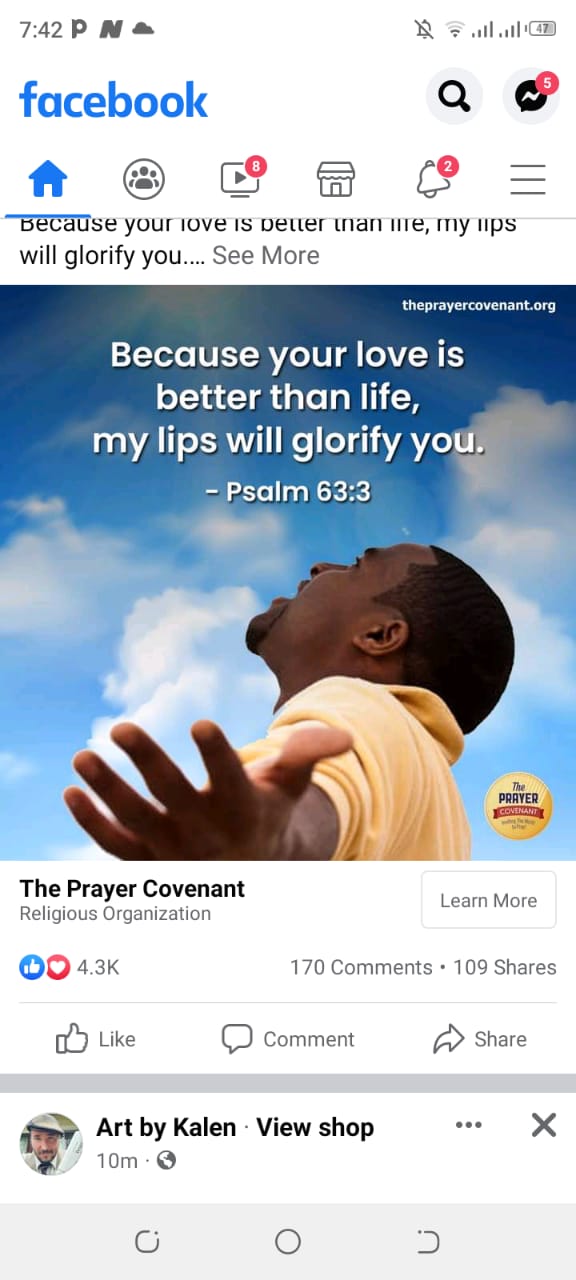 7:42
47
facebook
5
8
2
Because your love is better than life, my lips
will glorify you.... See More
theprayercovenant.org
Because your love is
better than life,
my lips will glorify you.
- Psalm 63:3
The
PRAYER
COVENANT
The Prayer Covenant
Religious Organization
Learn More
4.3K
170 Comments • 109 Shares
Like
Comment
Share
Art by Kalen · View shop
10m ·